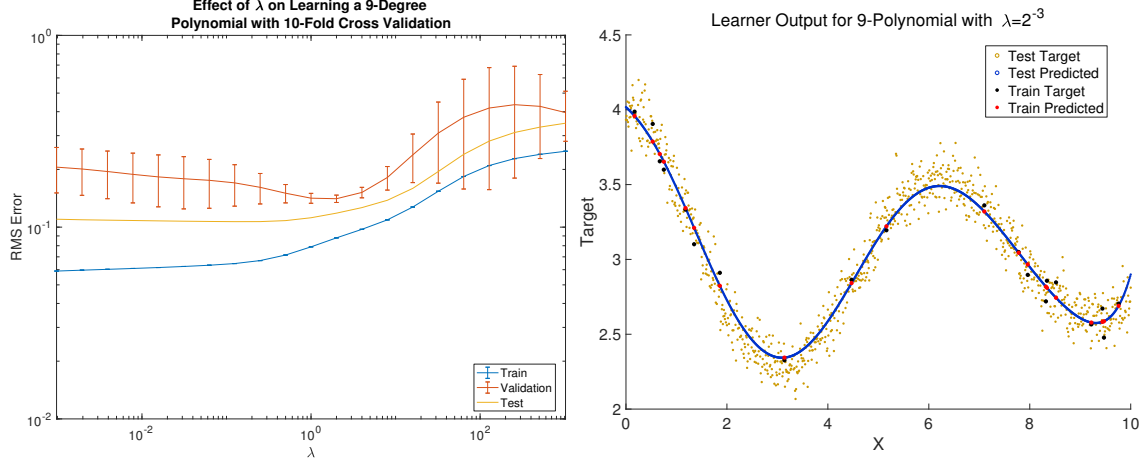 Effect of λ on Learning a 9-Degree
Polynomial with 10-Fold Cross Validation
10^0
10^-1
10^-2
RMS Error
10^-2
10^0
10^2
λ
Train
Validation
Test
Learner Output for 9-Polynomial with λ=2^-3
4.5
4
3.5
3
2.5
2
Target
0
2
4
6
8
10
X
Test Target
Test Predicted
Train Target
Train Predicted